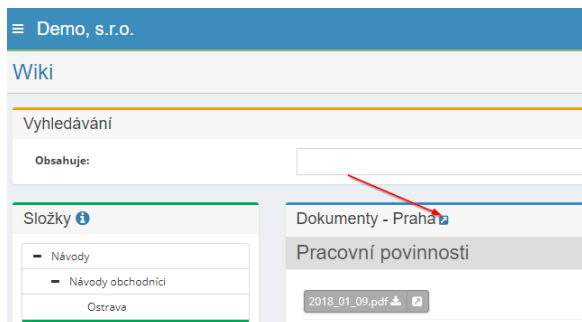 Demo, s.r.o.
Wiki
Vyhledávání
Obsahuje:
Složky
Dokumenty - Praha
Návody
Pracovní povinnosti
Návody obchodníci
2018_01_09.pdf
Ostrava